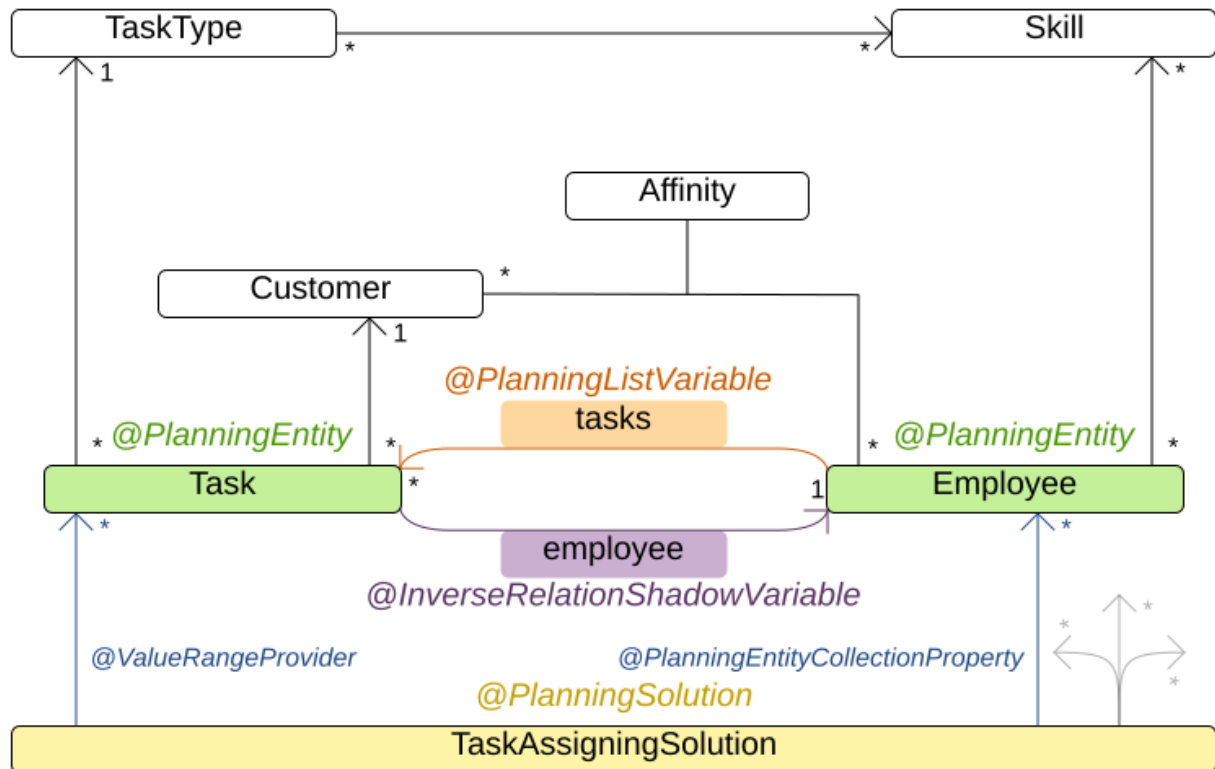 TaskType
Skill
*
*
1
*
Affinity
Customer
*
1
@PlanningListVariable
tasks
*
@PlanningEntity
*
*
@PlanningEntity
*
Task
*
1
Employee
*
employee
*
@InverseRelationShadowVariable
*
*
@ValueRangeProvider
@PlanningEntityCollectionProperty
*
@PlanningSolution
TaskAssigningSolution